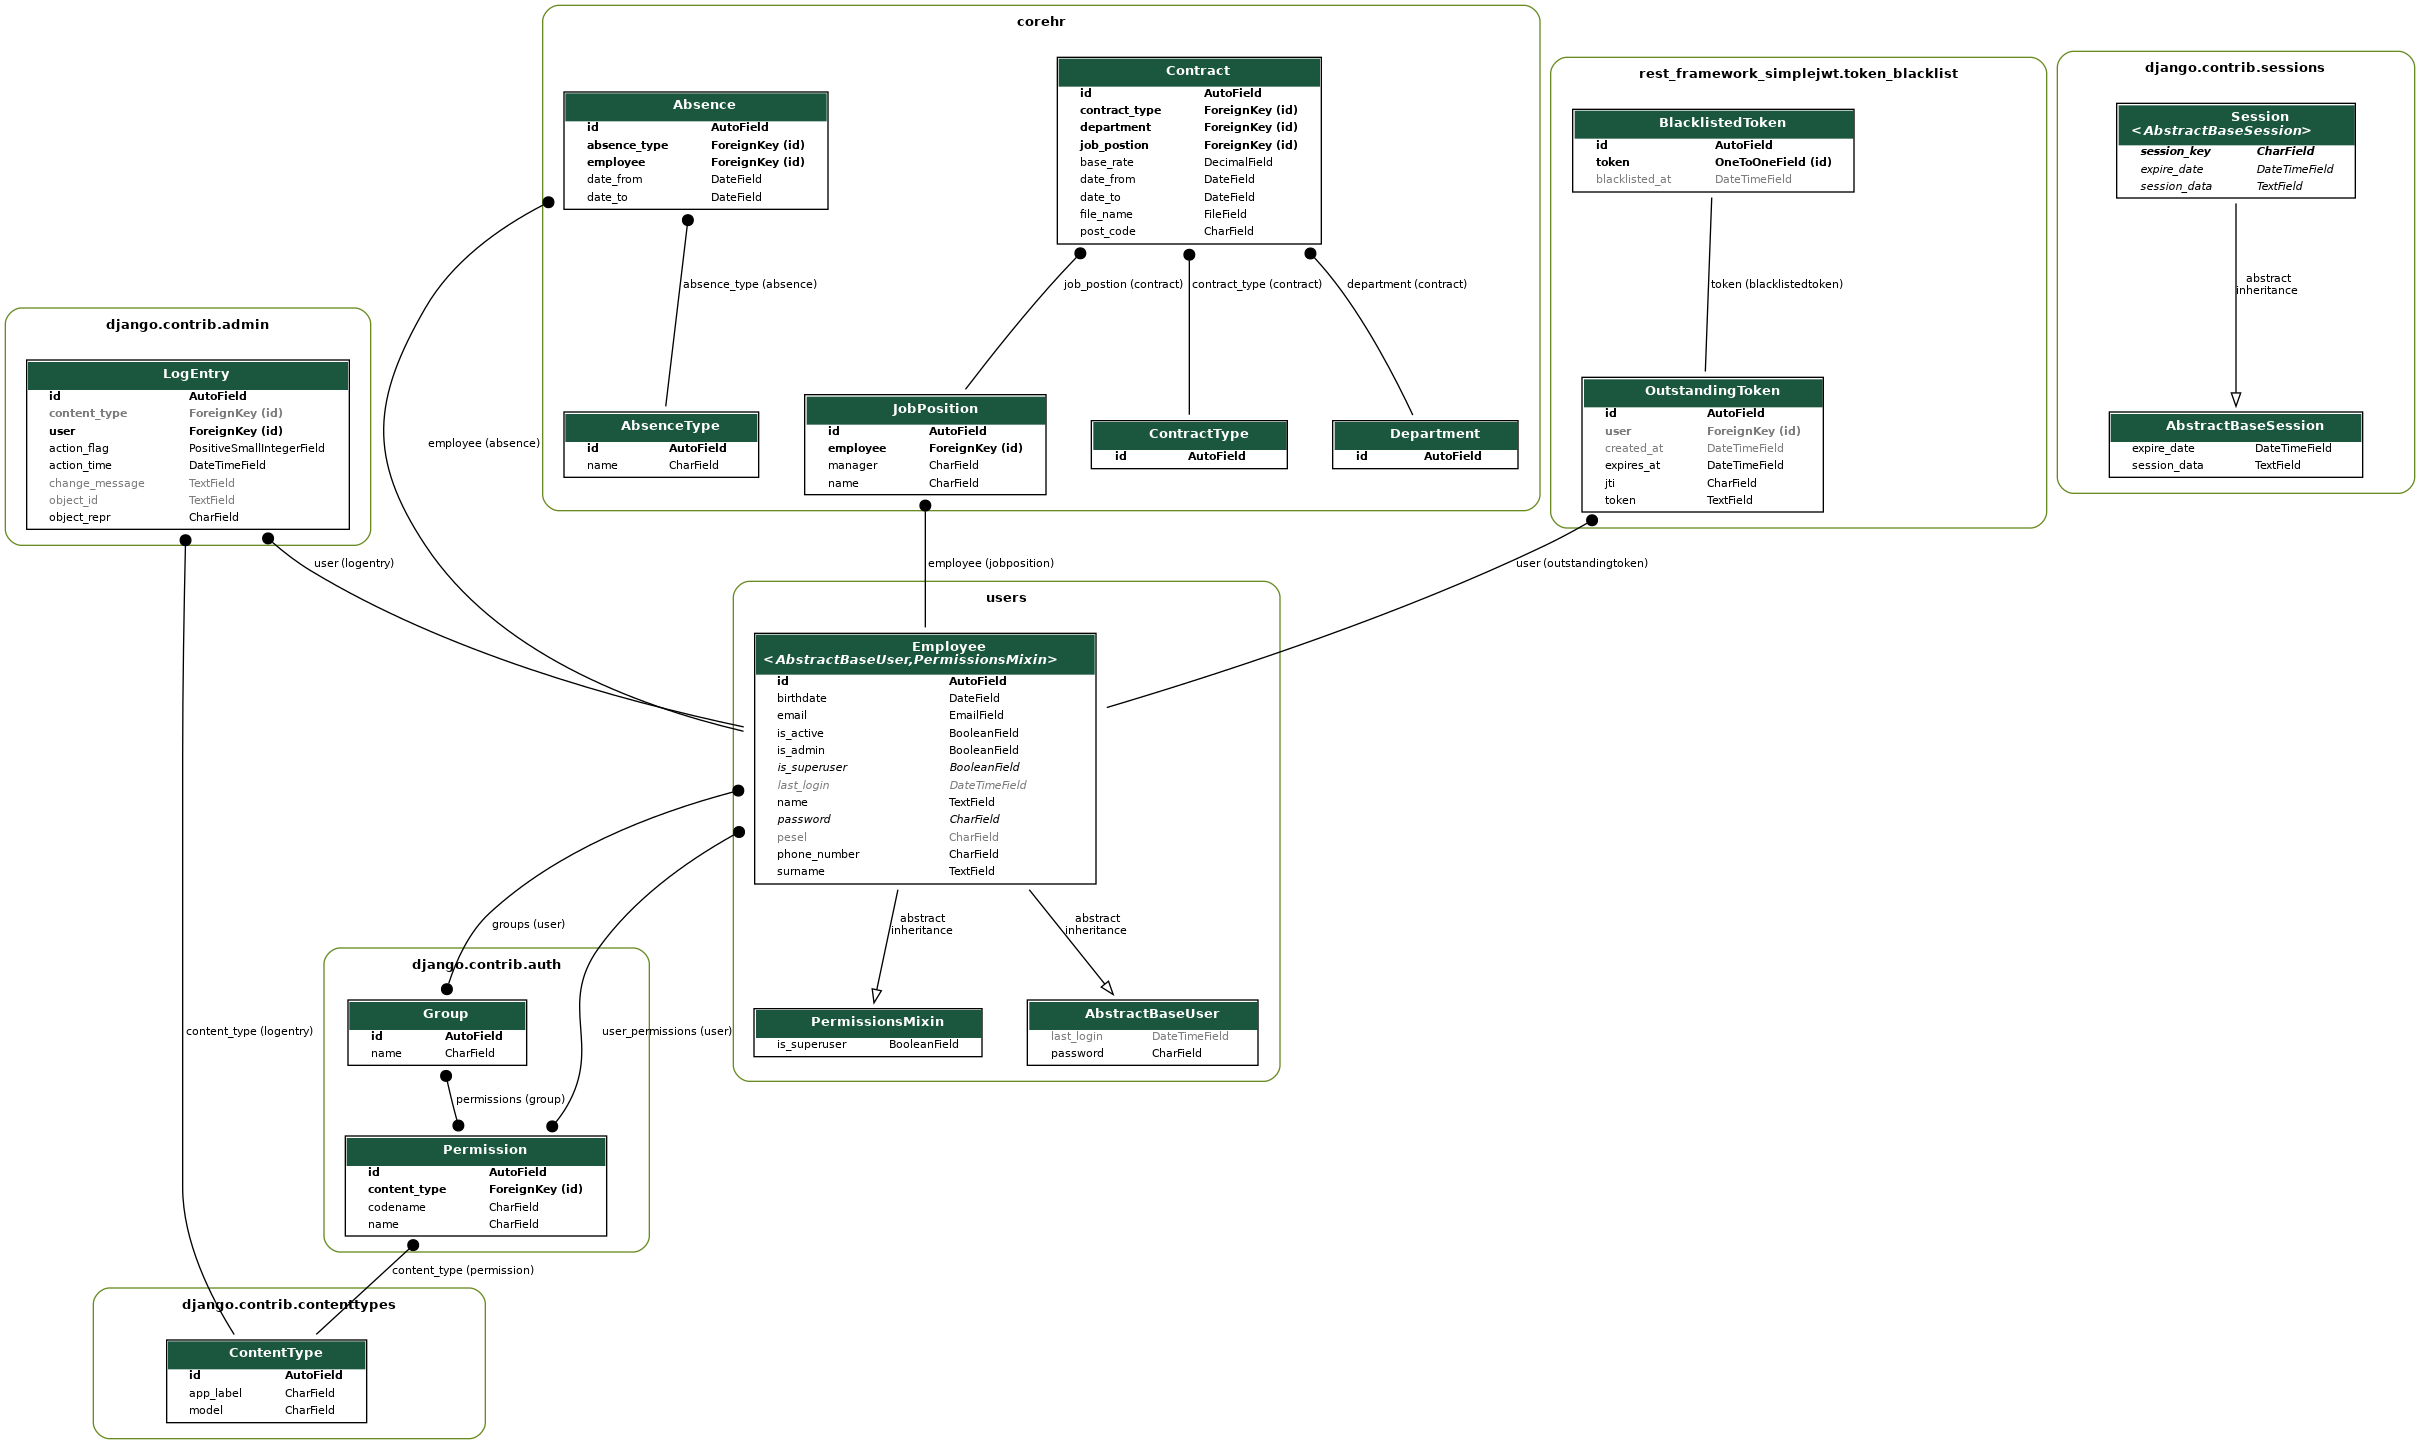 corehr
Absence
id AutoField
absence_type ForeignKey (id)
employee ForeignKey (id)
date_from DateField
date_to DateField
Contract
id AutoField
contract_type ForeignKey (id)
department ForeignKey (id)
job_postion ForeignKey (id)
base_rate DecimalField
date_from DateField
date_to DateField
file_name FileField
post_code CharField
absence_type (absence)
job_postion (contract)
contract_type (contract)
department (contract)
employee (absence)
AbsenceType
id AutoField
name CharField
JobPosition
id AutoField
employee ForeignKey (id)
manager CharField
name CharField
ContractType
id AutoField
Department
id AutoField
rest_framework_simplejwt.token_blacklist
BlacklistedToken
id AutoField
token OneToOneField (id)
blacklisted_at DateTimeField
token (blacklistedtoken)
OutstandingToken
id AutoField
user ForeignKey (id)
created_at DateTimeField
expires_at DateTimeField
jti CharField
token TextField
django.contrib.sessions
Session
<AbstractBaseSession>
session_key CharField
expire_date DateTimeField
session_data TextField
abstract
inheritance
AbstractBaseSession
expire_date DateTimeField
session_data TextField
django.contrib.admin
LogEntry
id AutoField
content_type ForeignKey (id)
user ForeignKey (id)
action_flag PositiveSmallIntegerField
action_time DateTimeField
change_message TextField
object_id TextField
object_repr CharField
user (logentry)
employee (jobposition)
user (outstandingtoken)
users
Employee
<AbstractBaseUser,PermissionsMixin>
id AutoField
birthdate DateField
email EmailField
is_active BooleanField
is_admin BooleanField
is_superuser BooleanField
last_login DateTimeField
name TextField
password CharField
pesel CharField
phone_number CharField
surname TextField
abstract
inheritance
abstract
inheritance
PermissionsMixin
is_superuser BooleanField
AbstractBaseUser
last_login DateTimeField
password CharField
groups (user)
user_permissions (user)
content_type (logentry)
django.contrib.auth
Group
id AutoField
name CharField
permissions (group)
Permission
id AutoField
content_type ForeignKey (id)
codename CharField
name CharField
content_type (permission)
django.contrib.contenttypes
ContentType
id AutoField
app_label CharField
model CharField